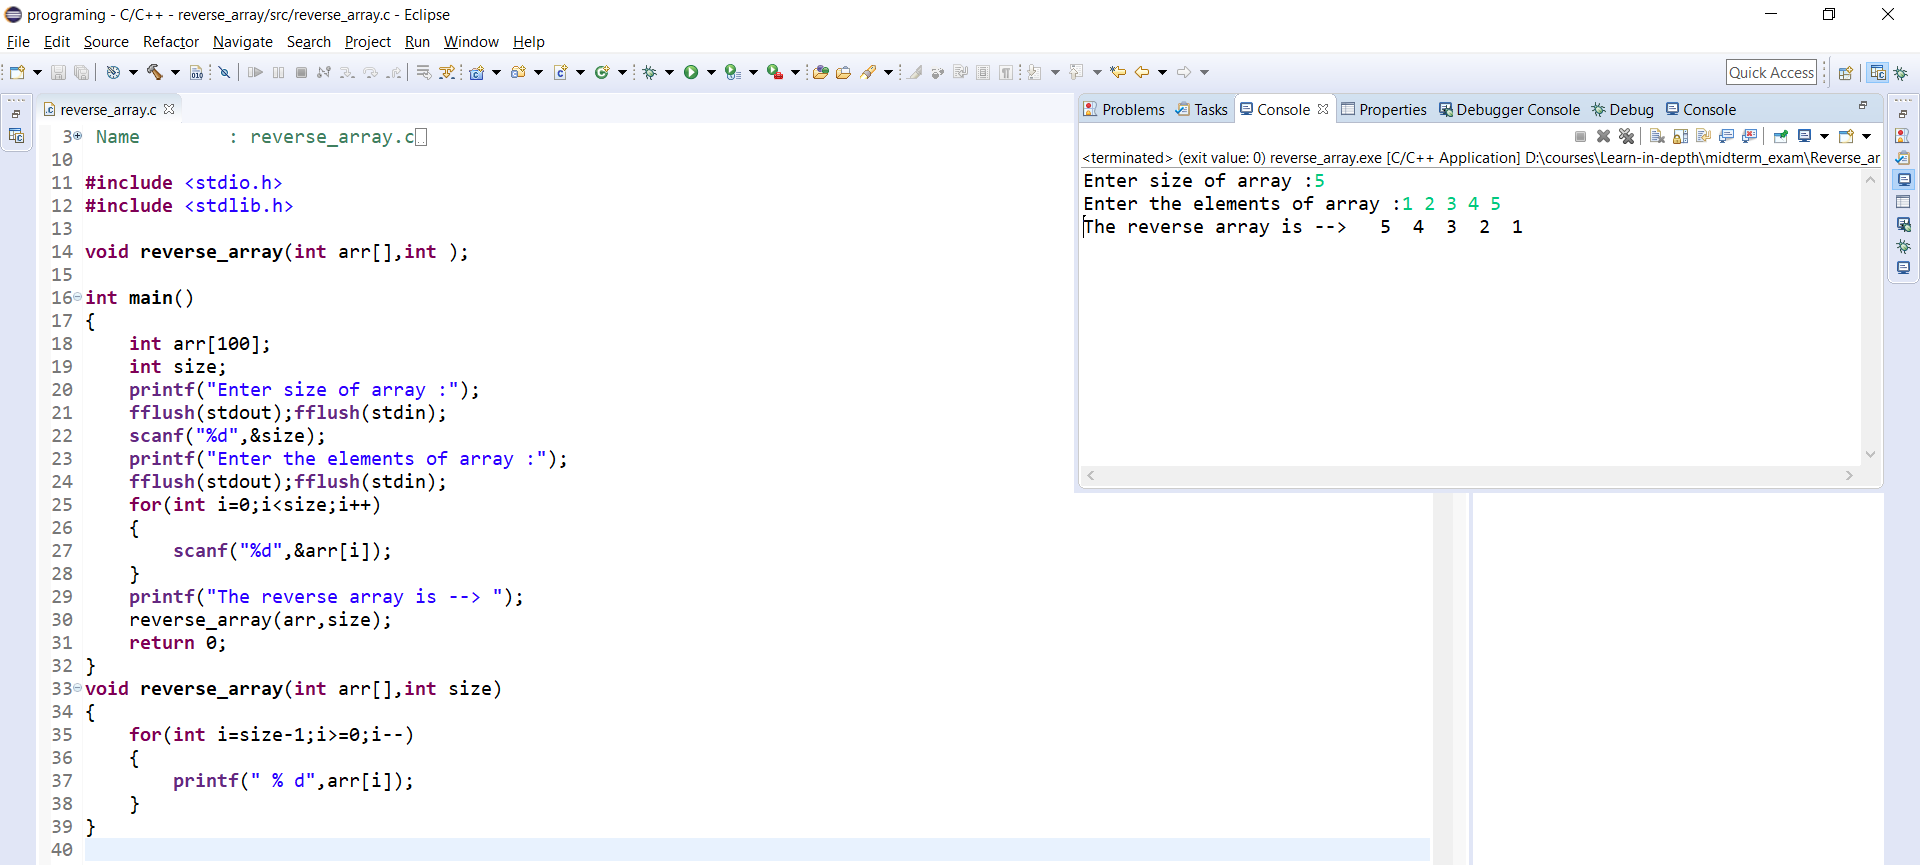 programing - C/C++ - reverse_array/src/reverse_array.c - Eclipse
File Edit Source Refactor Navigate Search Project Run Window Help
Quick Access
reverse_array.c
3 Name        : reverse_array.c
10
11 #include <stdio.h>
12 #include <stdlib.h>
13
14 void reverse_array(int arr[],int );
15
16 int main()
17 {
18     int arr[100];
19     int size;
20     printf("Enter size of array :");
21     fflush(stdout);fflush(stdin);
22     scanf("%d",&size);
23     printf("Enter the elements of array :");
24     fflush(stdout);fflush(stdin);
25     for(int i=0;i<size;i++)
26     {
27         scanf("%d",&arr[i]);
28     }
29     printf("The reverse array is --> ");
30     reverse_array(arr,size);
31     return 0;
32 }
33 void reverse_array(int arr[],int size)
34 {
35     for(int i=size-1;i>=0;i--)
36     {
37         printf(" % d",arr[i]);
38     }
39 }
40
Problems Tasks Console Properties Debugger Console Debug Console
<terminated> (exit value: 0) reverse_array.exe [C/C++ Application] D:\courses\Learn-in-depth\midterm_exam\Reverse_ar
Enter size of array :5
Enter the elements of array :1 2 3 4 5
The reverse array is -->   5  4  3  2  1